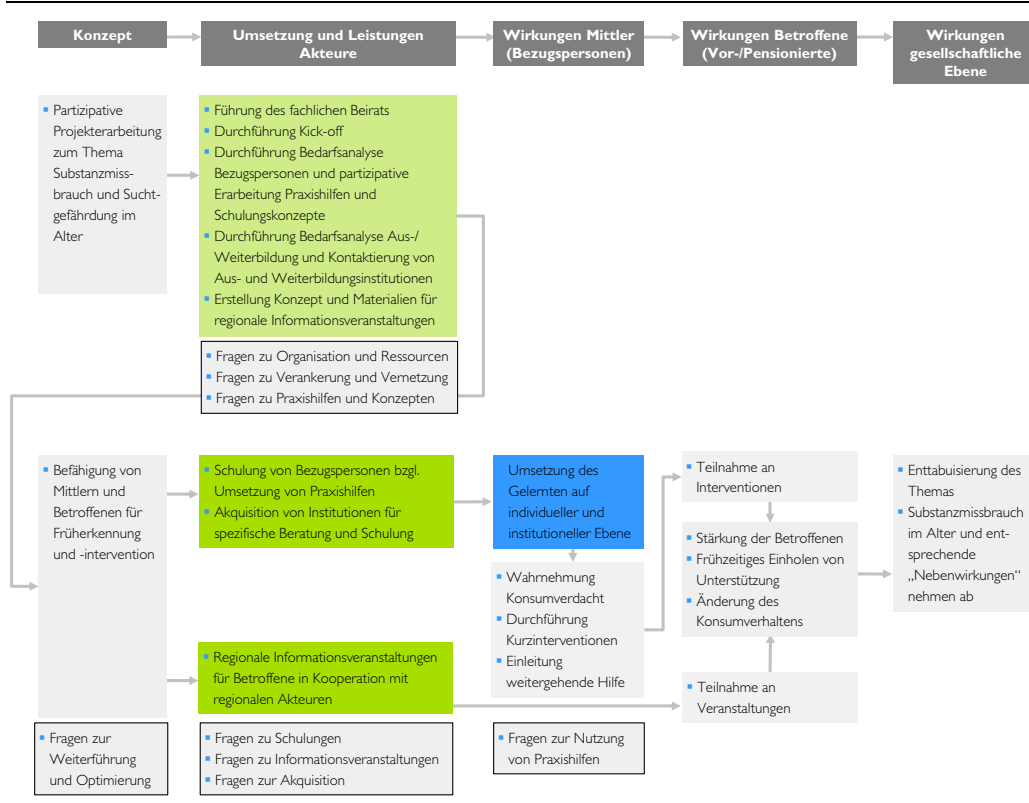 Konzept
Umsetzung und Leistungen
Akteure
Wirkungen Mittler
(Bezugspersonen)
Wirkungen Betroffene
(Vor-/Pensionierte)
Wirkungen
gesellschaftliche
Ebene
Partizipative
Projekterarbeitung
zum Thema
Substanzmiss-
brauch und Sucht-
gefährdung im
Alter
Führung des fachlichen Beirats
Durchführung Kick-off
Durchführung Bedarfsanalyse
Bezugspersonen und partizipative
Erarbeitung Praxishilfen und
Schulungskonzepte
Durchführung Bedarfsanalyse Aus-/
Weiterbildung und Kontaktierung von
Aus- und Weiterbildungsinstitutionen
Erstellung Konzept und Materialien für
regionale Informationsveranstaltungen
Fragen zu Organisation und Ressourcen
Fragen zu Verankerung und Vernetzung
Fragen zu Praxishilfen und Konzepten
Befähigung von
Mittlern und
Betroffenen für
Früherkennung
und -intervention
Schulung von Bezugspersonen bzgl.
Umsetzung von Praxishilfen
Akquisition von Institutionen für
spezifische Beratung und Schulung
Umsetzung des
Gelernten auf
individueller und
institutioneller Ebene
Wahrnehmung
Konsumverdacht
Durchführung
Kurzinterventionen
Einleitung
weitergehende Hilfe
Teilnahme an
Interventionen
Stärkung der Betroffenen
Frühzeitiges Einholen von
Unterstützung
Änderung des
Konsumverhaltens
Teilnahme an
Veranstaltungen
Enttabuisierung des
Themas
Substanzmissbrauch
im Alter und ent-
sprechende
„Nebenwirkungen“
nehmen ab
Regionale Informationsveranstaltungen
für Betroffene in Kooperation mit
regionalen Akteuren
Fragen zur
Weiterführung
und Optimierung
Fragen zu Schulungen
Fragen zu Informationsveranstaltungen
Fragen zur Akquisition
Fragen zur Nutzung
von Praxishilfen